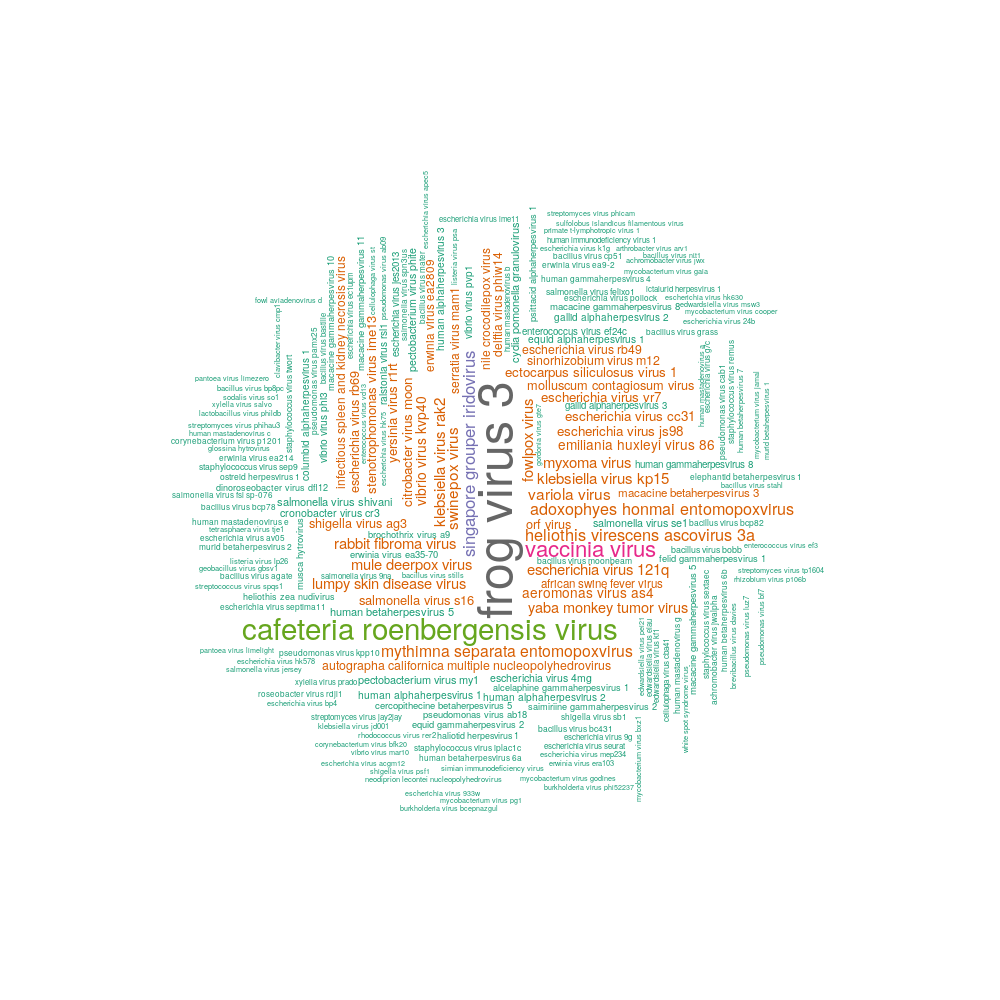 frog virus 3
cafeteria roenbergensis virus
vaccinia virus
singapore grouper iridovirus
escherichia virus apec5
escherichia virus ime11
streptomyces virus phicam
sulfolobus islandicus filamentous virus
primate t-lymphotropic virus 1
human immunodeficiency virus 1
escherichia virus k1g
arthrobacter virus arv1
bacillus virus cp51
bacillus virus nit1
erwinia virus ea9-2
achromobacter virus jwx
mycobacterium virus gaia
human gammaherpesvirus 4
salmonella virus felixo1
ictalurid herpesvirus 1
escherichia virus pollock
escherichia virus hk630
macacine gammaherpesvirus 8
edwardsiella virus msw3
mycobacterium virus cooper
gallid alphaherpesvirus 2
escherichia virus 24b
enterococcus virus ef24c
bacillus virus grass
equid alphaherpesvirus 1
escherichia virus rb49
sinorhizobium virus m12
ectocarpus siliculosus virus 1
molluscum contagiosum virus
escherichia virus vr7
gallid alphaherpesvirus 3
escherichia virus cc31
escherichia virus js98
emiliania huxleyi virus 86
myxoma virus
human gammaherpesvirus 8
klebsiella virus kp15
elephantid betaherpesvirus 1
bacillus virus stahl
variola virus
macacine betaherpesvirus 3
adoxophyes honmai entomopoxvirus
orf virus
salmonella virus se1
bacillus virus bcp82
heliothis virescens ascovirus 3a
enterococcus virus ef3
bacillus virus bobb
felid gammaherpesvirus 1
bacillus virus moonbeam
escherichia virus 121q
streptomyces virus tp1604
rhizobium virus p106b
african swine fever virus
aeromonas virus as4
yaba monkey tumor virus
psittacid alphaherpesvirus 1
cydia pomonella granulovirus
human mastadenovirus b
delftia virus phiw14
nile crocodilepox virus
vibrio virus pvp1
listeria virus psa
serratia virus mam1
human alphaherpesvirus 3
erwinia virus ea2809
bacillus virus mater
pectobacterium virus phite
salmonella virus spn3us
escherichia virus jes2013
pseudomonas virus ab09
ralstonia virus rsl1
cellulophaga virus st
stenotrophomonas virus ime13
macacine gammaherpesvirus 11
escherichia virus ec1upm
infectious spleen and kidney necrosis virus
macacine gammaherpesvirus 10
bacillus virus bastille
escherichia virus rb69
enterococcus virus vd13
escherichia virus hk75
yersinia virus r1rt
citrobacter virus moon
vibrio virus kvp40
klebsiella virus rak2
swinepox virus
fowlpox virus
gordonia virus gte7
fowl aviadenovirus d
clavibacter virus cmp1
pseudomonas virus pamx25
columbid alphaherpesvirus 1
vibrio virus phi3
staphylococcus virus twort
pantoea virus limezero
bacillus virus bpbpc
sodalis virus so1
xylella virus salvo
lactobacillus virus phildb
streptomyces virus phihau3
human mastadenovirus c
corynebacterium virus p1201
glossina hytrovirus
erwinia virus ea214
staphylococcus virus sep9
ostreid herpesvirus 1
dinoroseobacter virus dfl12
salmonella virus fsl sp-076
salmonella virus shivani
bacillus virus bcp78
cronobacter virus cr3
human mastadenovirus e
shigella virus ag3
tetrasphaera virus tje1
brochothrix virus a9
escherichia virus av05
rabbit fibroma virus
murid betaherpesvirus 2
musca hytrovirus
erwinia virus ea35-70
listeria virus lp26
mule deerpox virus
geobacillus virus gbsv1
bacillus virus agate
salmonella virus 9na
bacillus virus stills
streptococcus virus spqs1
lumpy skin disease virus
heliothis zea nudivirus
salmonella virus s16
escherichia virus septima11
human betaherpesvirus 5
human mastadenovirus a
escherichia virus g7c
pseudomonas virus cab1
staphylococcus virus remus
human betaherpesvirus 7
mycobacterium virus jamal
murid betaherpesvirus 1
pantoea virus limelight
pseudomonas virus kpp10
mythimna separata entomopoxvirus
escherichia virus hk578
salmonella virus jersey
autographa californica multiple nucleopolyhedrovirus
xylella virus prado
pectobacterium virus my1
escherichia virus 4mg
alcelaphine gammaherpesvirus 1
roseobacter virus rdjl1
human alphaherpesvirus 1
human alphaherpesvirus 2
escherichia virus bp4
cercopithecine betaherpesvirus 5
saimiriine gammaherpesvirus 2
streptomyces virus jay2jay
pseudomonas virus ab18
shigella virus sb1
klebsiella virus jd001
equid gammaherpesvirus 2
bacillus virus bc431
rhodococcus virus rer2
haliotid herpesvirus 1
escherichia virus 9g
corynebacterium virus bfk20
staphylococcus virus iplac1c
escherichia virus seurat
vibrio virus mar10
human betaherpesvirus 6a
escherichia virus mep234
escherichia virus acgm12
simian immunodeficiency virus
erwinia virus era103
shigella virus psf1
neodiprion lecontei nucleopolyhedrovirus
mycobacterium virus godines
burkholderia virus phi52237
escherichia virus 933w
mycobacterium virus pg1
burkholderia virus bcepnazgul
edwardsiella virus pei21
escherichia virus kf1
cellulophaga virus cba41
human mastadenovirus g
macacine gammaherpesvirus 5
white spot syndrome virus
mycobacterium virus bxz1
staphylococcus virus sextaec
achromobacter virus jwalpha
human betaherpesvirus 6b
brevibacillus virus davies
pseudomonas virus luz7
pseudomonas virus bf7